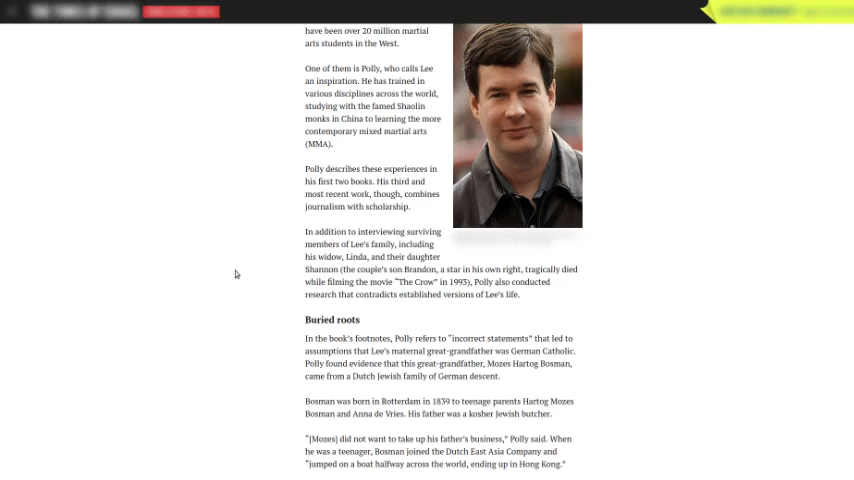 have been over 20 million martial
arts students in the West.
One of them is Polly, who calls Lee
an inspiration. He has trained in
various disciplines across the world,
studying with the famed Shaolin
monks in China to learning the more
contemporary mixed martial arts
(MMA).
Polly describes these experiences in
his first two books. His third and
most recent work, though, combines
journalism with scholarship.
In addition to interviewing surviving
members of Lee's family, including
his widow, Linda, and their daughter
Shannon (the couple's son Brandon, a star in his own right, tragically died
while filming the movie “The Crow” in 1993), Polly also conducted
research that contradicts established versions of Lee's life.
Buried roots
In the book's footnotes, Polly refers to “incorrect statements” that led to
assumptions that Lee's maternal great-grandfather was German Catholic.
Polly found evidence that this great-grandfather, Mozes Hartog Bosman,
came from a Dutch Jewish family of German descent.
Bosman was born in Rotterdam in 1839 to teenage parents Hartog Mozes
Bosman and Anna de Vries. His father was a kosher Jewish butcher.
“[Mozes] did not want to take up his father's business,” Polly said. When
he was a teenager, Bosman joined the Dutch East Asia Company and
“jumped on a boat halfway across the world, ending up in Hong Kong.”